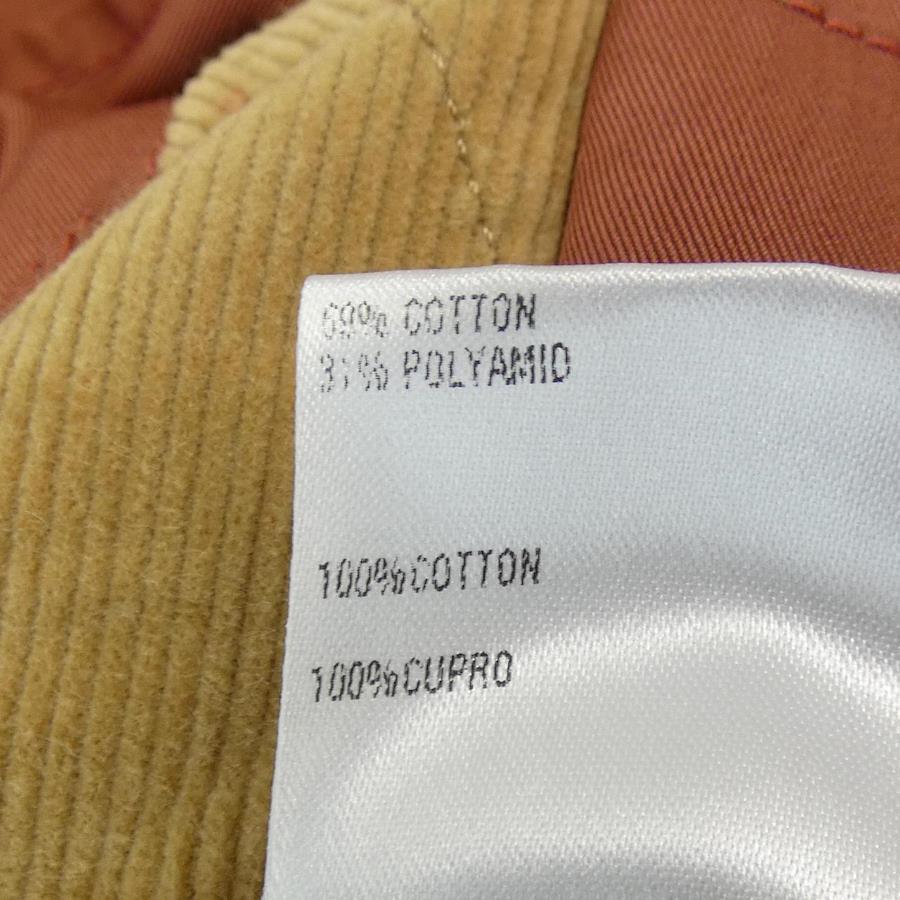 69% COTTON
31% POLYAMID
100%COTTON
100%CUPRO